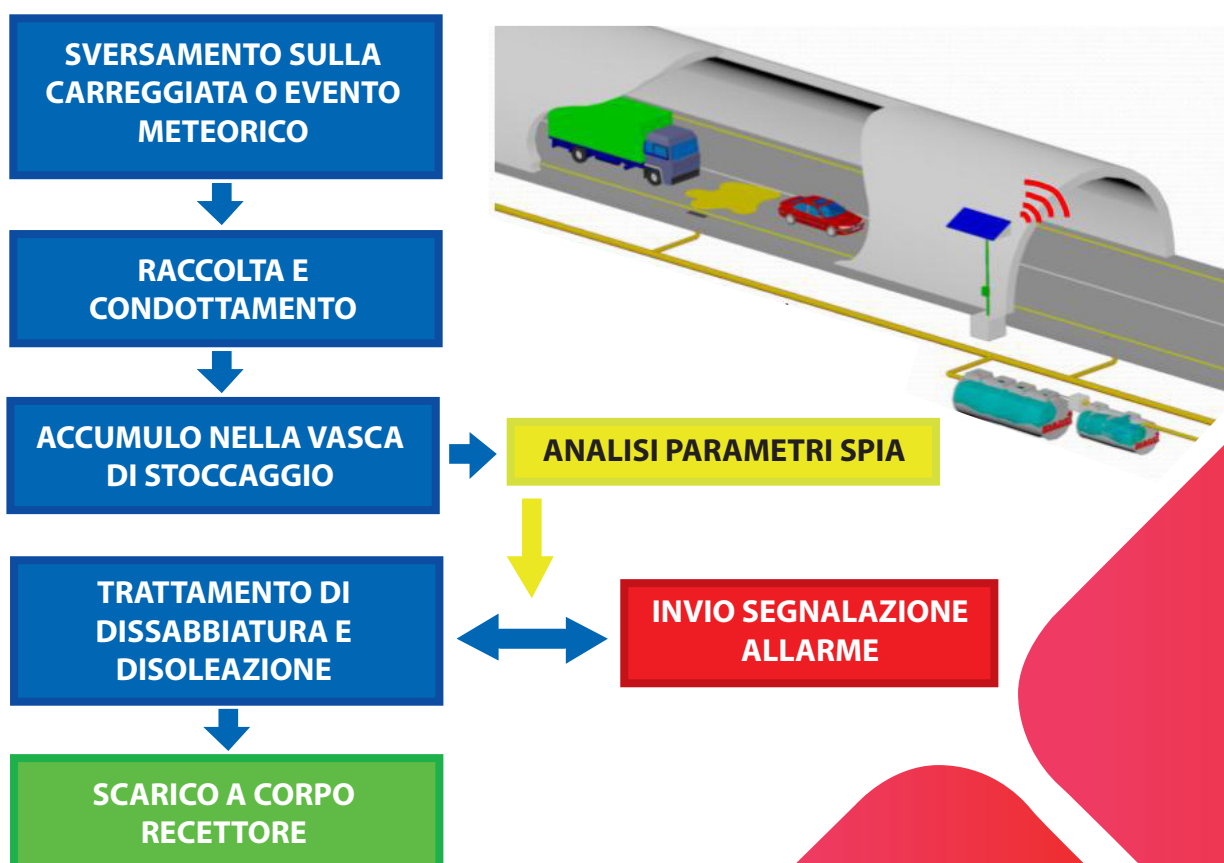 SVERSAMENTO SULLA
CARREGGIATA O EVENTO
METEORICO
RACCOLTA E
CONDOTTAMENTO
ACCUMULO NELLA VASCA
DI STOCCAGGIO
ANALISI PARAMETRI SPIA
TRATTAMENTO DI
DISSABBIATURA E
DISOLEAZIONE
INVIO SEGNALAZIONE
ALLARME
SCARICO A CORPO
RECETTORE